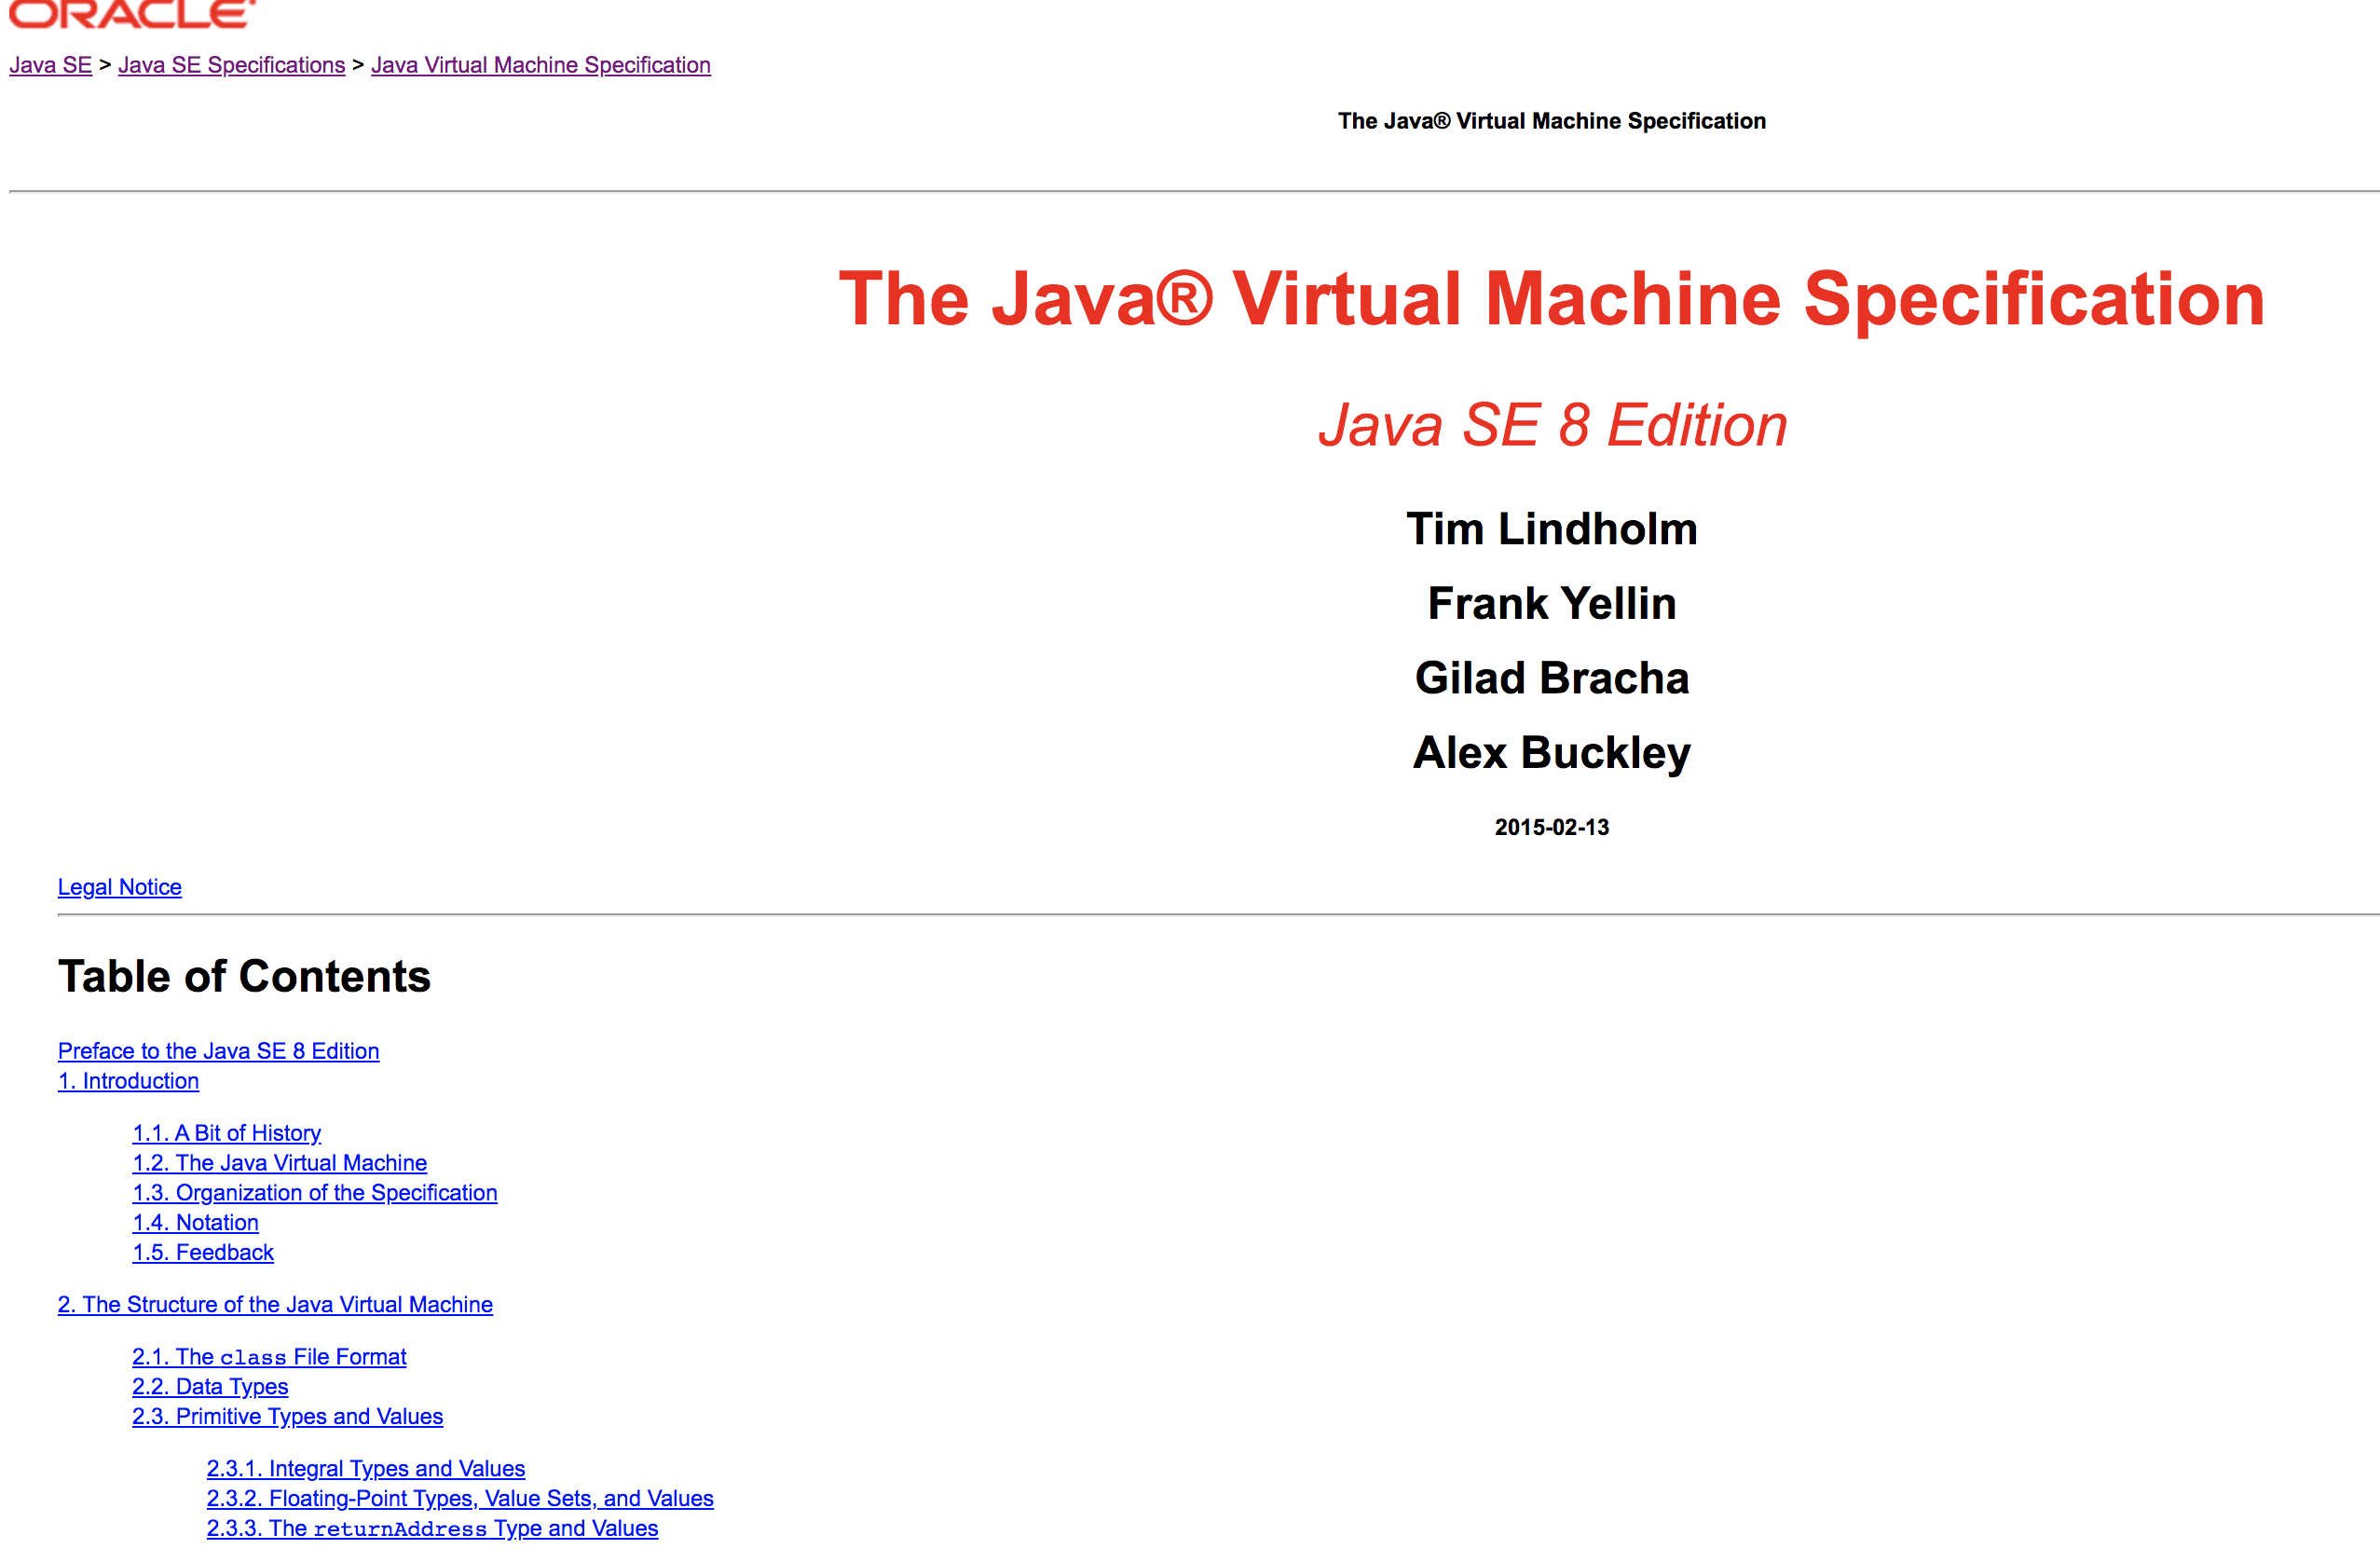 ORACLE
Java SE > Java SE Specifications > Java Virtual Machine Specification
The Java® Virtual Machine Specification
The Java® Virtual Machine Specification
Java SE 8 Edition
Tim Lindholm
Frank Yellin
Gilad Bracha
Alex Buckley
2015-02-13
Legal Notice
Table of Contents
Preface to the Java SE 8 Edition
1. Introduction
1.1. A Bit of History
1.2. The Java Virtual Machine
1.3. Organization of the Specification
1.4. Notation
1.5. Feedback
2. The Structure of the Java Virtual Machine
2.1. The class File Format
2.2. Data Types
2.3. Primitive Types and Values
2.3.1. Integral Types and Values
2.3.2. Floating-Point Types, Value Sets, and Values
2.3.3. The returnAddress Type and Values